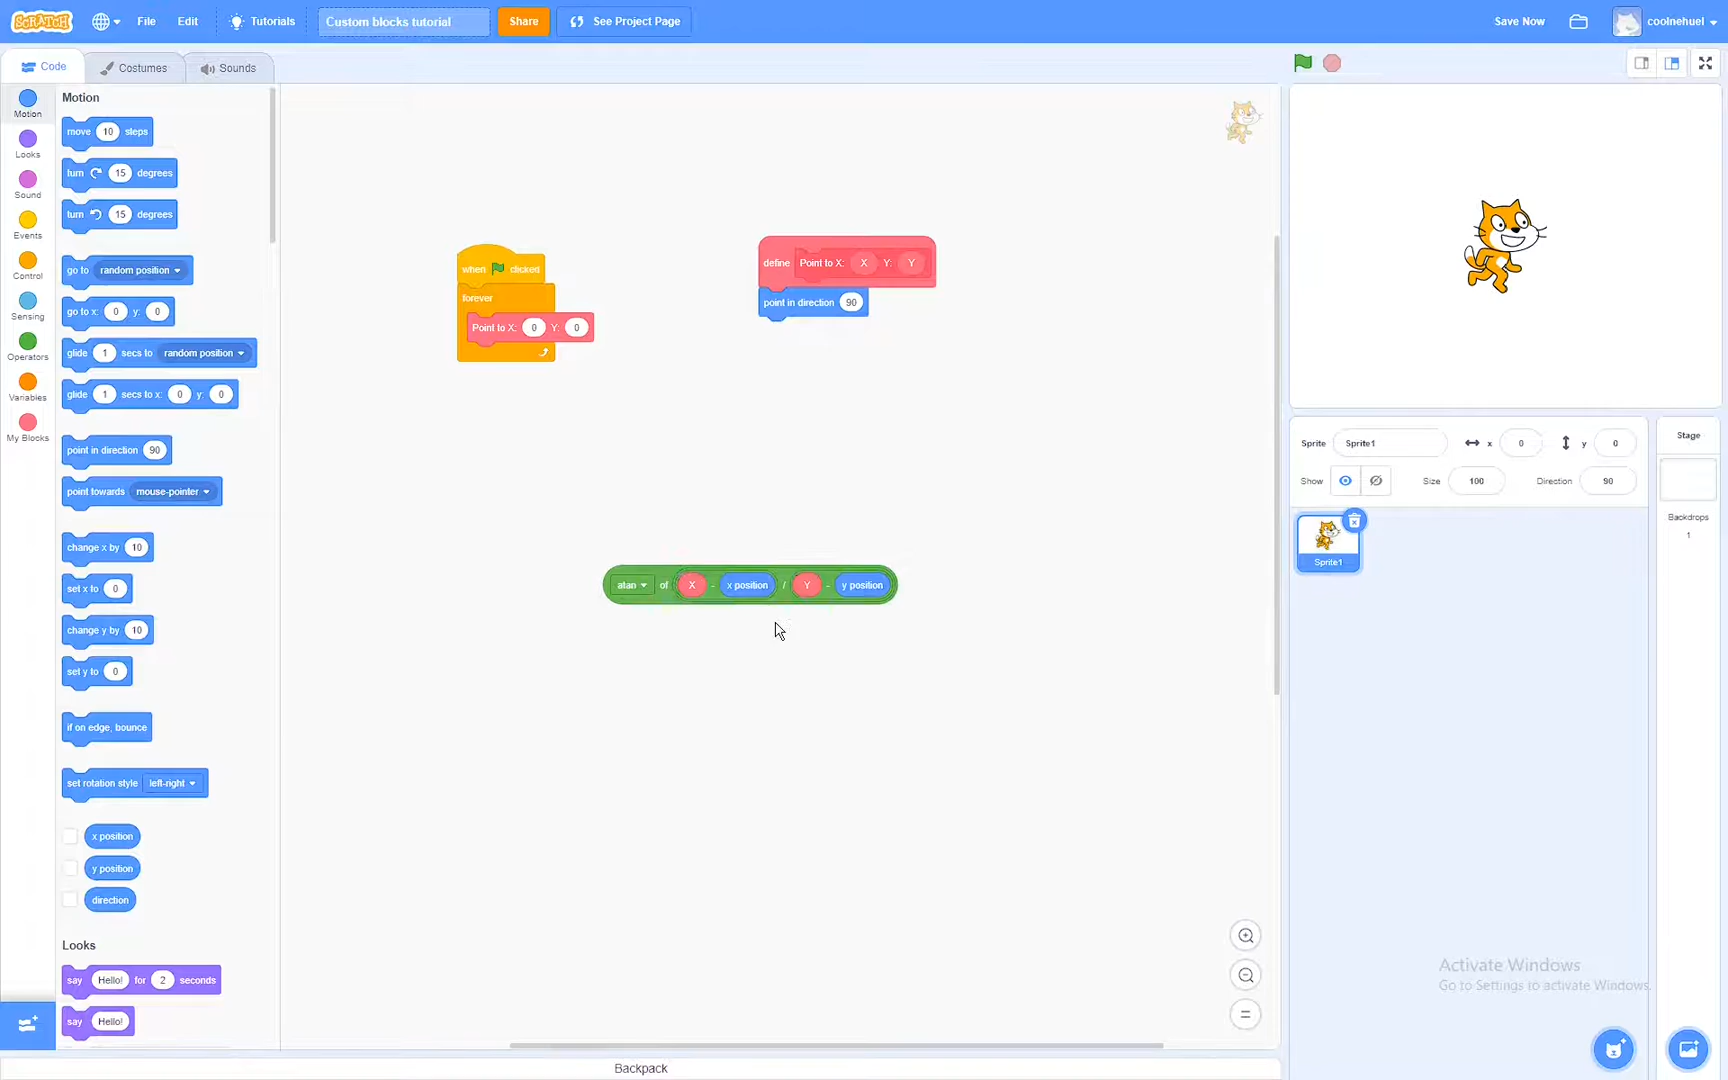 SCRATCH
File
Edit
Tutorials
Custom blocks tutorial
Share
See Project Page
Save Now
coolnehuel
Code
Costumes
Sounds
Motion
Looks
Sound
Events
Control
Sensing
Operators
Variables
My Blocks
Motion
move 10 steps
turn 15 degrees
turn 15 degrees
go to random position
go to x: 0 y: 0
glide 1 secs to random position
glide 1 secs to x: 0 y: 0
point in direction 90
point towards mouse-pointer
change x by 10
set x to 0
change y by 10
set y to 0
if on edge, bounce
set rotation style left-right
x position
y position
direction
Looks
say Hello! for 2 seconds
say Hello!
when clicked
forever
Point to X: 0 Y: 0
define Point to X: X Y: Y
point in direction 90
atan of X - x position / Y - y position
Backpack
Sprite Sprite1 x 0 y 0
Show Size 100 Direction 90
Sprite1
Stage
Backdrops
1
Activate Windows
Go to Settings to activate Windows.